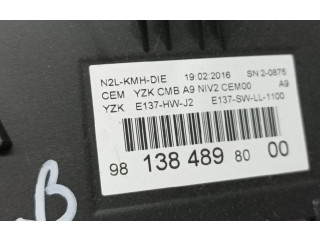 N2L-KMH-DIE 19:02:2016 SN 2-0875
CEM YZK CMB A9 NIV2 CEM00 A9
YZK E137-HW-J2 E137-SW-LL-1100
98 138 489 80 00
B